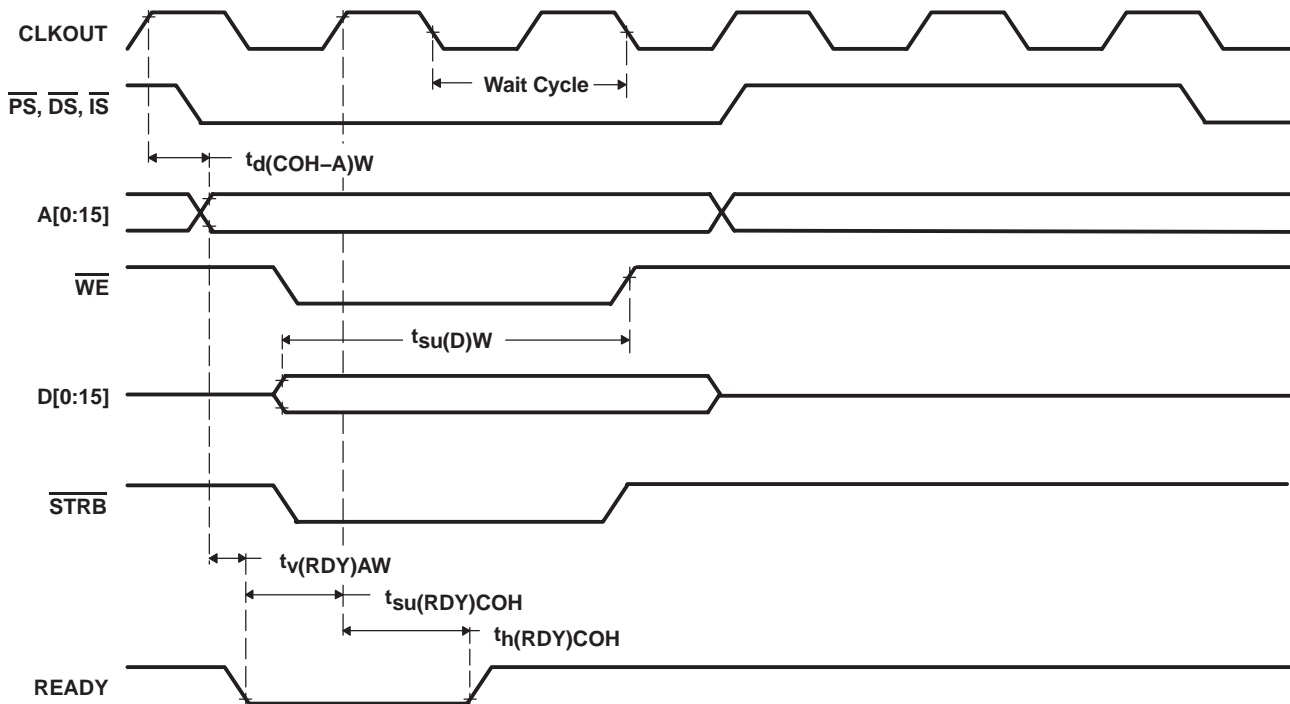 CLKOUT
Wait Cycle
PS, DS, IS
td(COH–A)W
A[0:15]
WE
tsu(D)W
D[0:15]
STRB
tv(RDY)AW
tsu(RDY)COH
th(RDY)COH
READY